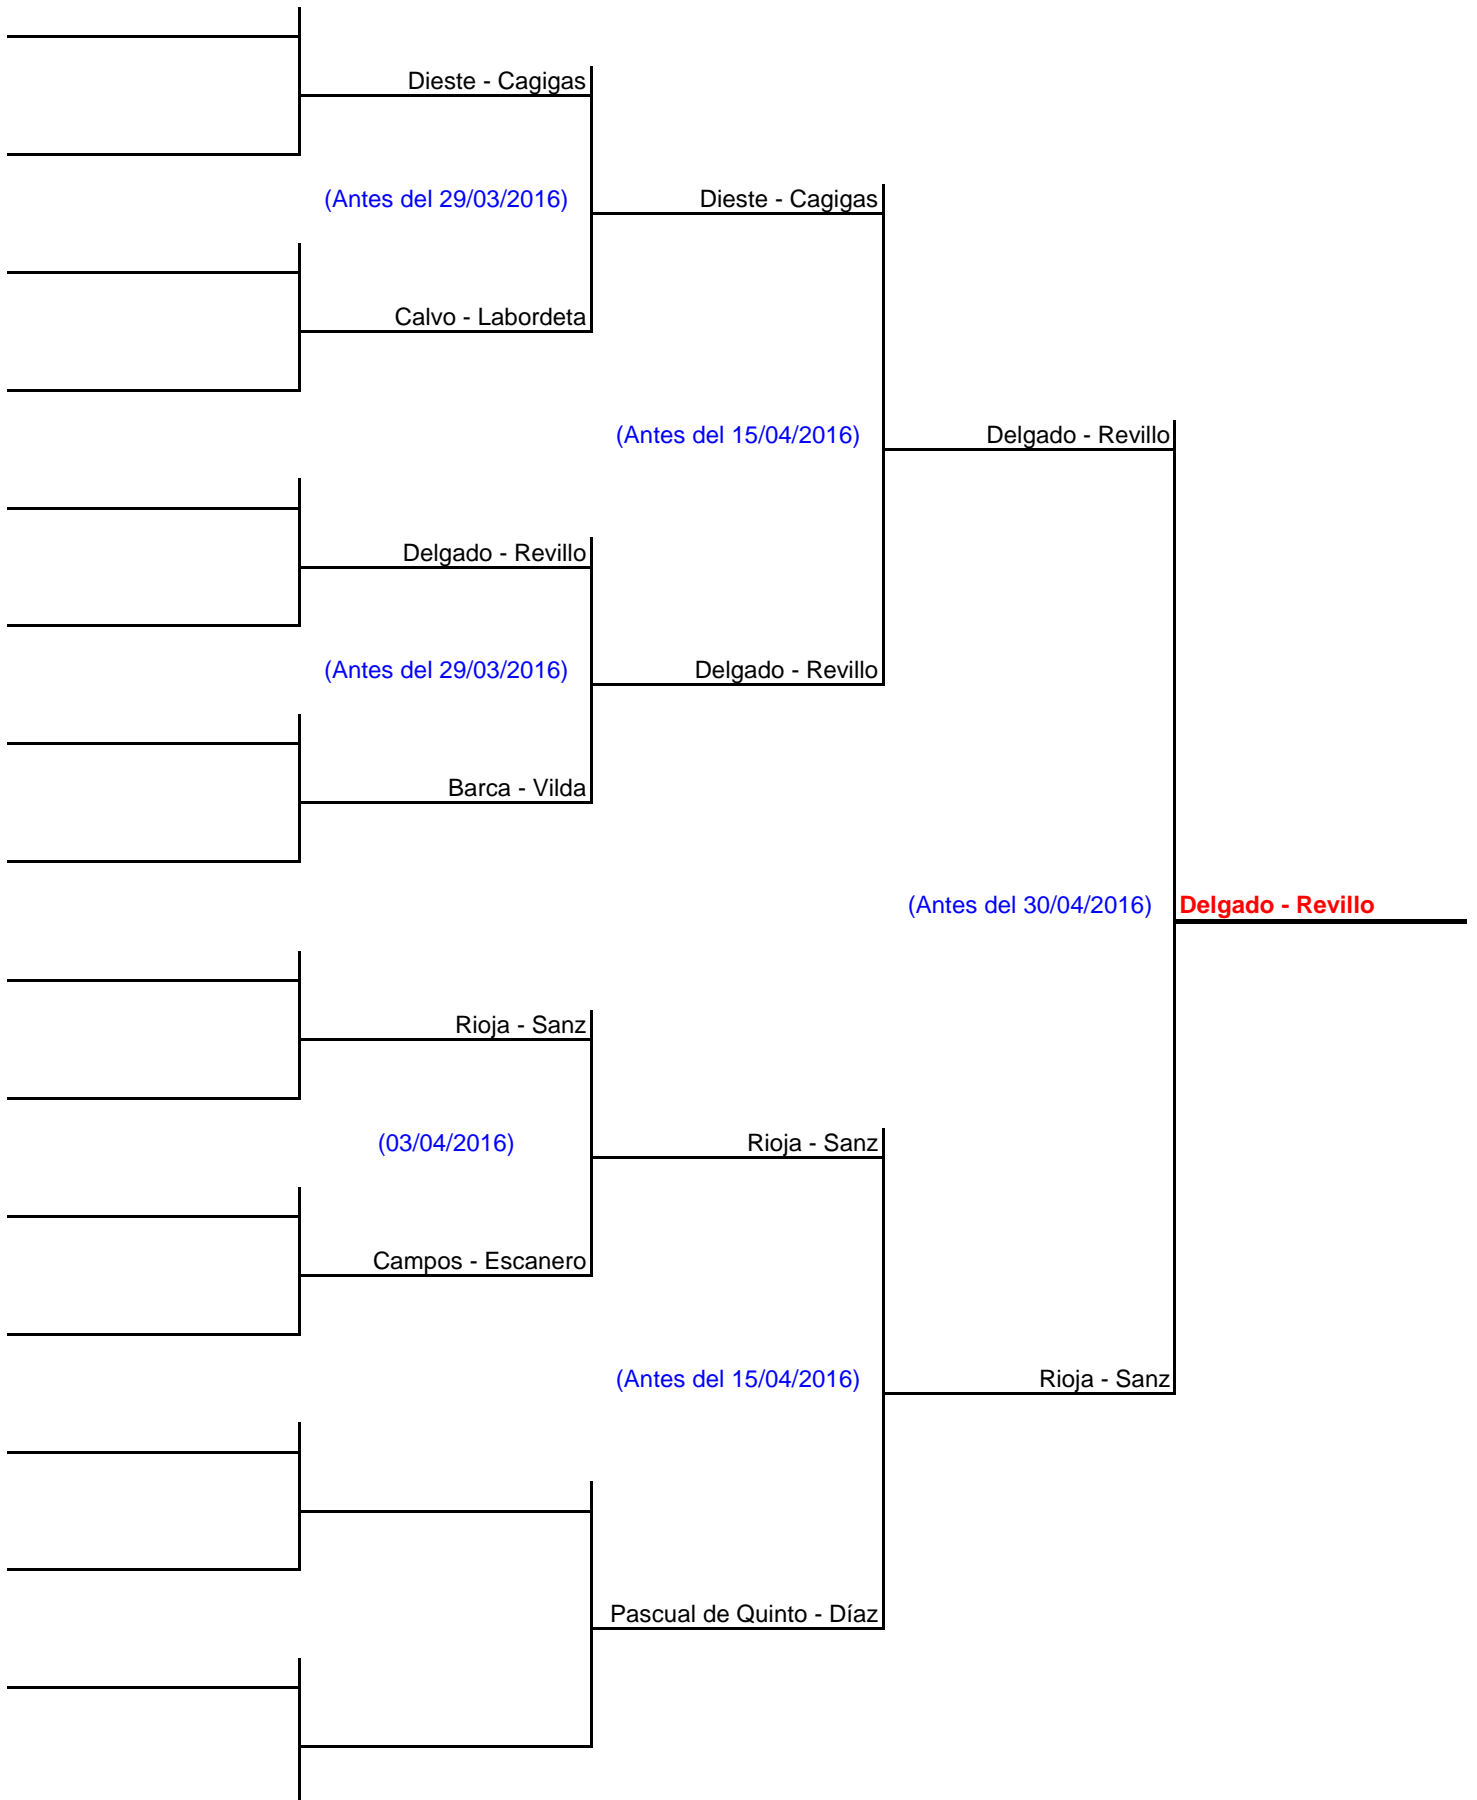 Dieste - Cagigas
(Antes del 29/03/2016)
Dieste - Cagigas
Calvo - Labordeta
(Antes del 15/04/2016)
Delgado - Revillo
Delgado - Revillo
(Antes del 29/03/2016)
Delgado - Revillo
Barca - Vilda
(Antes del 30/04/2016)
Delgado - Revillo
Rioja - Sanz
(03/04/2016)
Rioja - Sanz
Campos - Escanero
(Antes del 15/04/2016)
Rioja - Sanz
Pascual de Quinto - Díaz